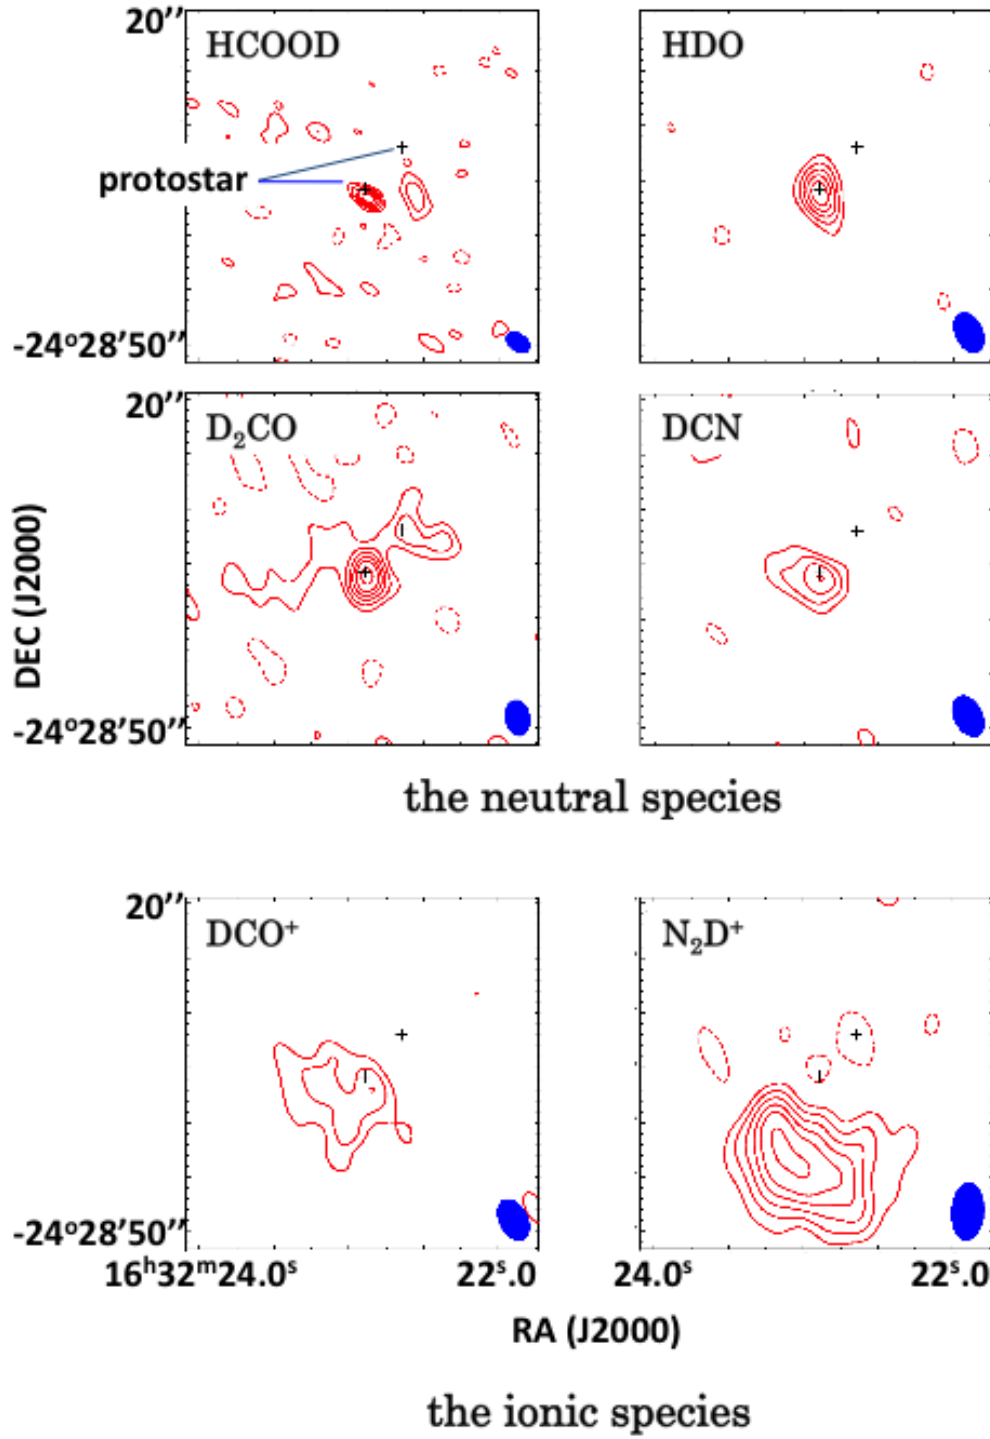 20’’
HCOOD
HDO
protostar
-24°28’50’’
20’’
D₂CO
DCN
DEC (J2000)
-24°28’50’’
the neutral species
20’’
DCO⁺
N₂D⁺
-24°28’50’’
16ʰ32ᵐ24.0ˢ
22ˢ.0
24.0ˢ
22ˢ.0
RA (J2000)
the ionic species